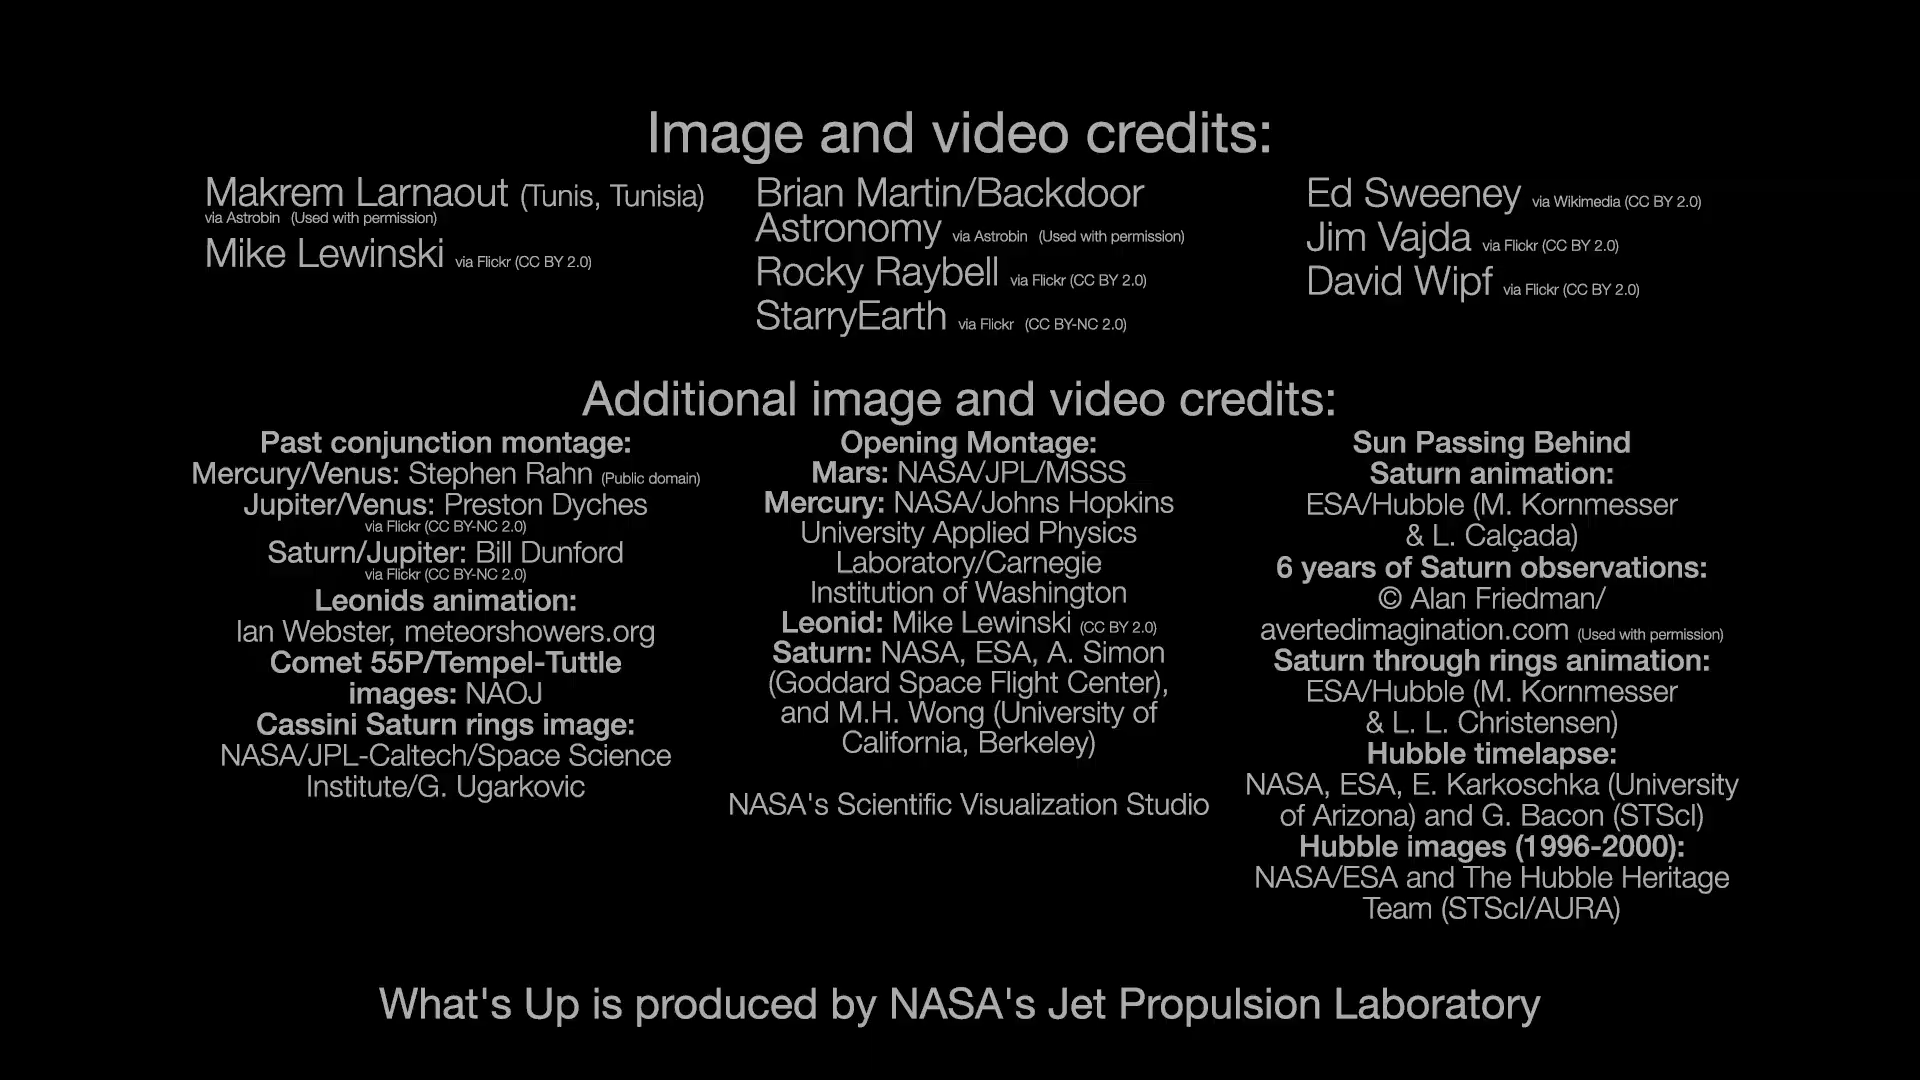 Image and video credits:
Makrem Larnaout (Tunis, Tunisia)
via Astrobin (Used with permission)
Mike Lewinski via Flickr (CC BY 2.0)
Brian Martin/Backdoor
Astronomy via Astrobin (Used with permission)
Rocky Raybell via Flickr (CC BY 2.0)
StarryEarth via Flickr (CC BY-NC 2.0)
Ed Sweeney via Wikimedia (CC BY 2.0)
Jim Vajda via Flickr (CC BY 2.0)
David Wipf via Flickr (CC BY 2.0)
Additional image and video credits:
Past conjunction montage:
Mercury/Venus: Stephen Rahn (Public domain)
Jupiter/Venus: Preston Dyches
via Flickr (CC BY-NC 2.0)
Saturn/Jupiter: Bill Dunford
via Flickr (CC BY-NC 2.0)
Leonids animation:
Ian Webster, meteorshowers.org
Comet 55P/Tempel-Tuttle
images: NAOJ
Cassini Saturn rings image:
NASA/JPL-Caltech/Space Science
Institute/G. Ugarkovic
Opening Montage:
Mars: NASA/JPL/MSSS
Mercury: NASA/Johns Hopkins
University Applied Physics
Laboratory/Carnegie
Institution of Washington
Leonid: Mike Lewinski (CC BY 2.0)
Saturn: NASA, ESA, A. Simon
(Goddard Space Flight Center),
and M.H. Wong (University of
California, Berkeley)
NASA's Scientific Visualization Studio
Sun Passing Behind
Saturn animation:
ESA/Hubble (M. Kornmesser
& L. Calçada)
6 years of Saturn observations:
© Alan Friedman/
avertedimagination.com (Used with permission)
Saturn through rings animation:
ESA/Hubble (M. Kornmesser
& L. L. Christensen)
Hubble timelapse:
NASA, ESA, E. Karkoschka (University
of Arizona) and G. Bacon (STScI)
Hubble images (1996-2000):
NASA/ESA and The Hubble Heritage
Team (STScI/AURA)
What's Up is produced by NASA's Jet Propulsion Laboratory